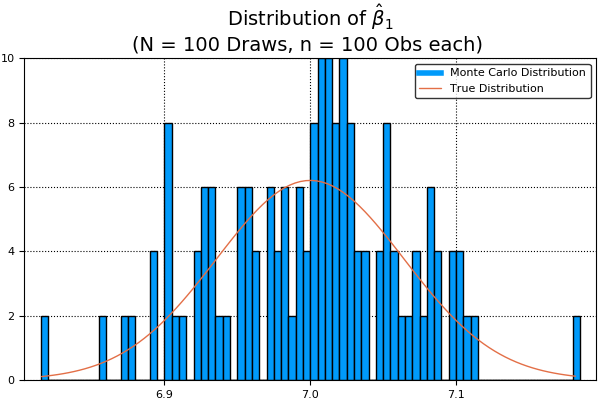 Distribution of β̂₁
(N = 100 Draws, n = 100 Obs each)
Monte Carlo Distribution
True Distribution
10
8
6
4
2
0
6.9 7.0 7.1